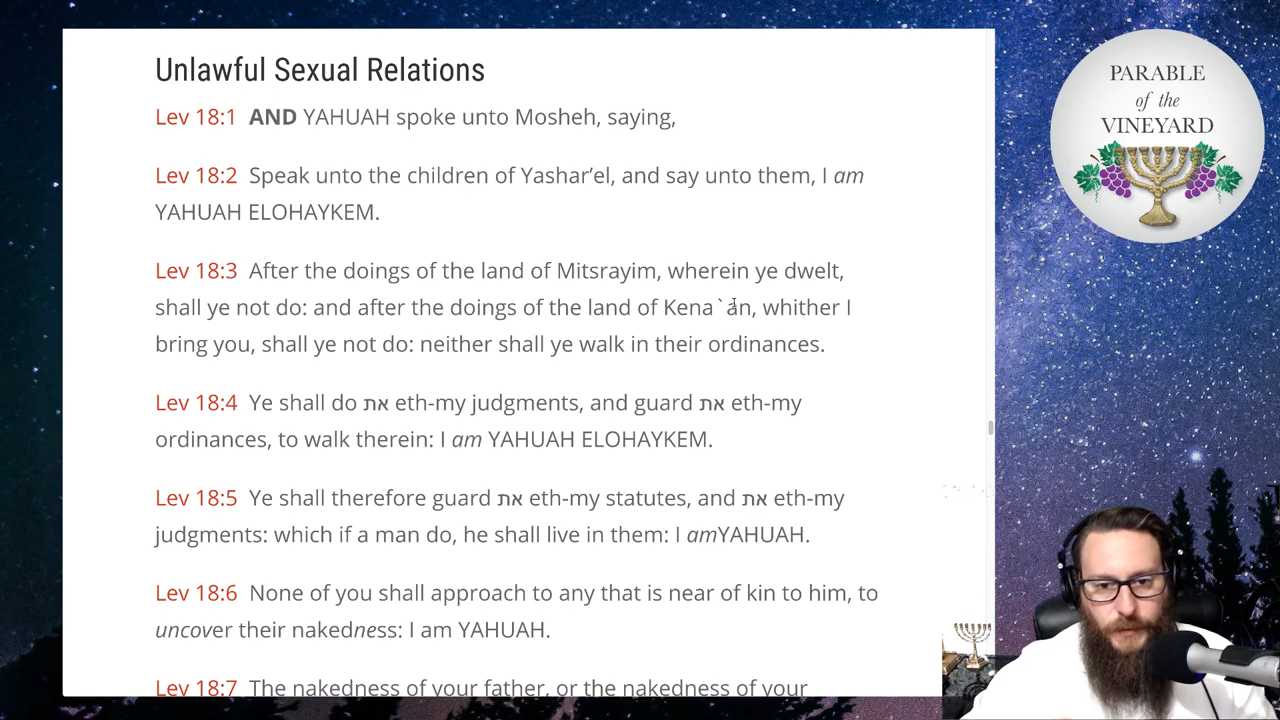 Unlawful Sexual Relations
Lev 18:1 AND YAHUAH spoke unto Mosheh, saying,
Lev 18:2 Speak unto the children of Yashar’el, and say unto them, I am
YAHUAH ELOHAYKEM.
Lev 18:3 After the doings of the land of Mitsrayim, wherein ye dwelt,
shall ye not do: and after the doings of the land of Kena`an, whither I
bring you, shall ye not do: neither shall ye walk in their ordinances.
Lev 18:4 Ye shall do את eth-my judgments, and guard את eth-my
ordinances, to walk therein: I am YAHUAH ELOHAYKEM.
Lev 18:5 Ye shall therefore guard את eth-my statutes, and את eth-my
judgments: which if a man do, he shall live in them: I amYAHUAH.
Lev 18:6 None of you shall approach to any that is near of kin to him, to
uncover their nakedness: I am YAHUAH.
Lev 18:7 The nakedness of your father, or the nakedness of your
PARABLE
of the
VINEYARD